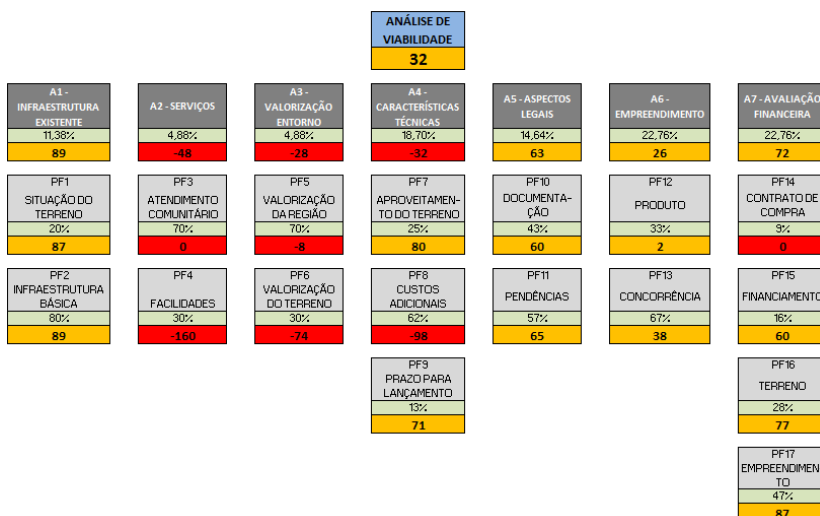 ANÁLISE DE
VIABILIDADE
32
A1 -
INFRAESTRUTURA
EXISTENTE
11,38%
89
A2 - SERVIÇOS
4,88%
-48
A3 -
VALORIZAÇÃO
ENTORNO
4,88%
-28
A4 -
CARACTERÍSTICAS
TÉCNICAS
18,70%
-32
A5 - ASPECTOS
LEGAIS
14,64%
63
A6 -
EMPREENDIMENTO
22,76%
26
A7 - AVALIAÇÃO
FINANCEIRA
22,76%
72
PF1
SITUAÇÃO DO
TERRENO
20%
87
PF3
ATENDIMENTO
COMUNITÁRIO
70%
0
PF5
VALORIZAÇÃO
DA REGIÃO
70%
-8
PF7
APROVEITAMEN-
TO DO TERRENO
25%
80
PF10
DOCUMENTA-
ÇÃO
43%
60
PF12
PRODUTO
33%
2
PF14
CONTRATO DE
COMPRA
9%
0
PF2
INFRAESTRUTURA
BÁSICA
80%
89
PF4
FACILIDADES
30%
-160
PF6
VALORIZAÇÃO
DO TERRENO
30%
-74
PF8
CUSTOS
ADICIONAIS
62%
-98
PF11
PENDÊNCIAS
57%
65
PF13
CONCORRÊNCIA
67%
38
PF15
FINANCIAMENTO
16%
60
PF9
PRAZO PARA
LANÇAMENTO
13%
71
PF16
TERRENO
28%
77
PF17
EMPREENDIMEN
TO
47%
87